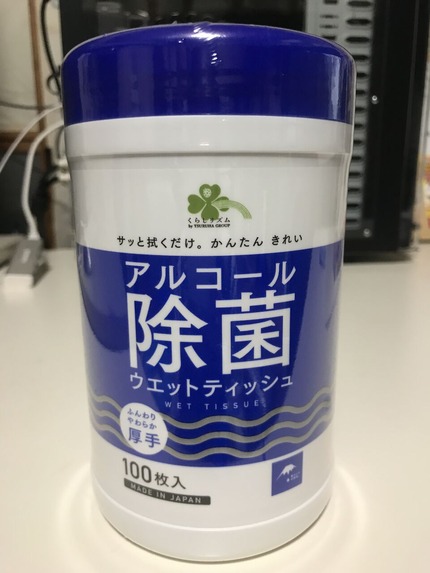 くらしリズム
by TSURUHA GROUP
サッと拭くだけ。かんたん きれい
アルコール
除菌
ウエットティッシュ
WET TISSUE
ふんわり
やわらか
厚手
100枚入
MADE IN JAPAN